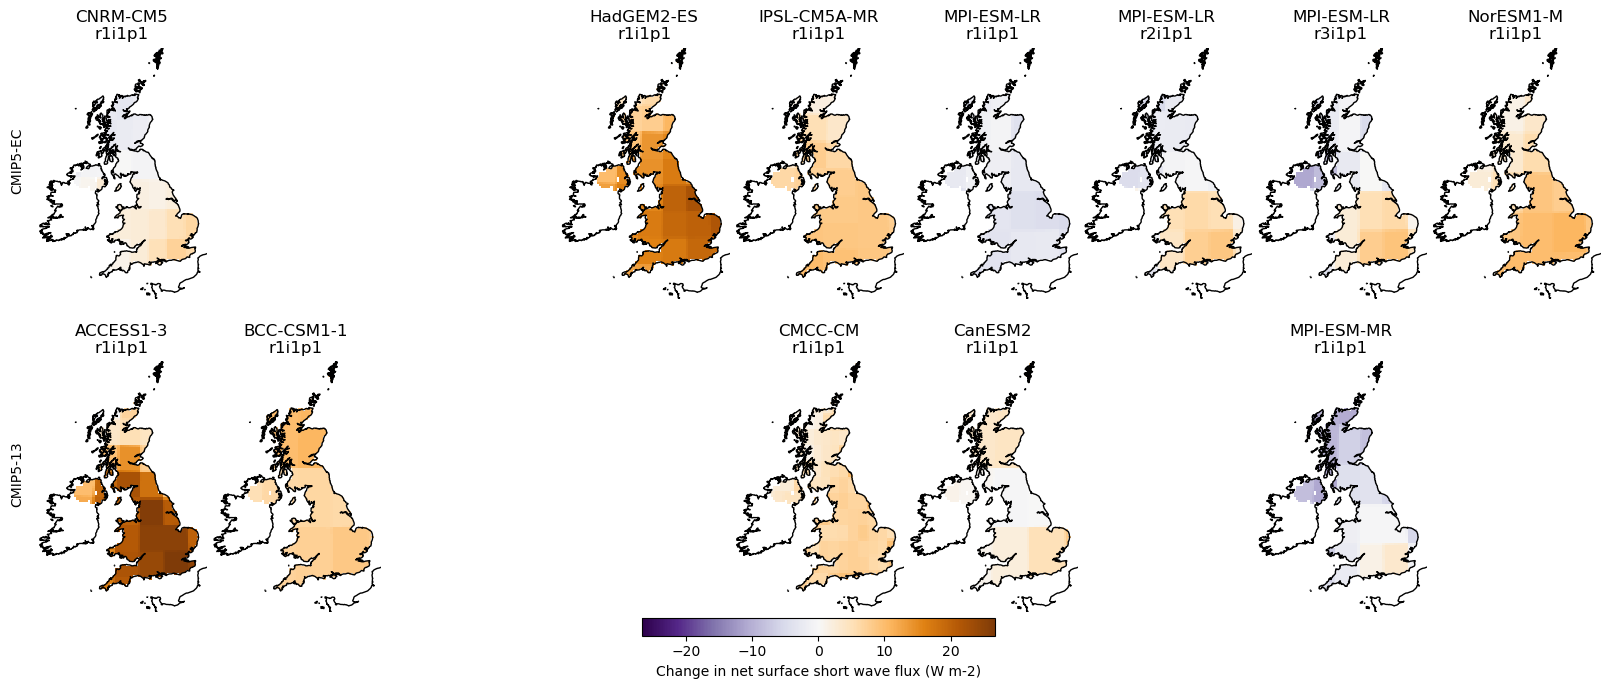 CNRM-CM5
r1i1p1
HadGEM2-ES
r1i1p1
IPSL-CM5A-MR
r1i1p1
MPI-ESM-LR
r1i1p1
MPI-ESM-LR
r2i1p1
MPI-ESM-LR
r3i1p1
NorESM1-M
r1i1p1
CMIP5-EC
ACCESS1-3
r1i1p1
BCC-CSM1-1
r1i1p1
CMCC-CM
r1i1p1
CanESM2
r1i1p1
MPI-ESM-MR
r1i1p1
CMIP5-13
−20 −10 0 10 20
Change in net surface short wave flux (W m-2)